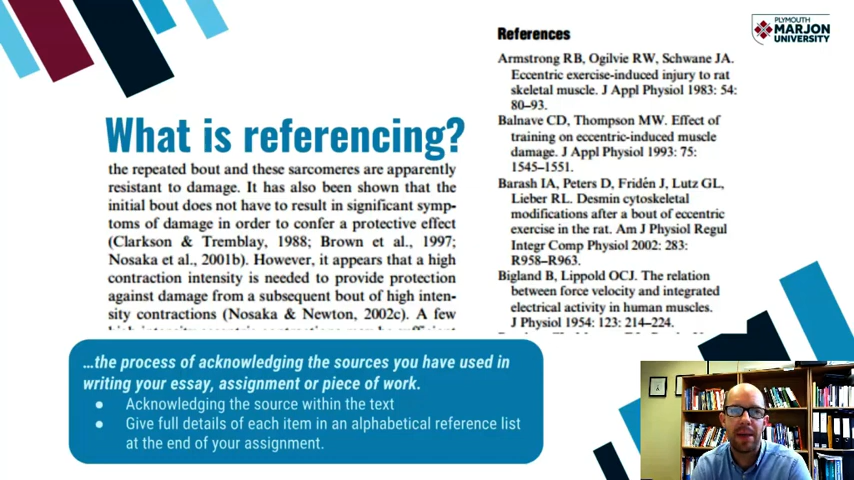 PLYMOUTH
MARJON
UNIVERSITY
What is referencing?
the repeated bout and these sarcomeres are apparently
resistant to damage. It has also been shown that the
initial bout does not have to result in significant symp-
toms of damage in order to confer a protective effect
(Clarkson & Tremblay, 1988; Brown et al., 1997;
Nosaka et al., 2001b). However, it appears that a high
contraction intensity is needed to provide protection
against damage from a subsequent bout of high inten-
sity contractions (Nosaka & Newton, 2002c). A few
References
Armstrong RB, Ogilvie RW, Schwane JA.
Eccentric exercise-induced injury to rat
skeletal muscle. J Appl Physiol 1983: 54:
80–93.
Balnave CD, Thompson MW. Effect of
training on eccentric-induced muscle
damage. J Appl Physiol 1993: 75:
1545–1551.
Barash IA, Peters D, Fridén J, Lutz GL,
Lieber RL. Desmin cytoskeletal
modifications after a bout of eccentric
exercise in the rat. Am J Physiol Regul
Integr Comp Physiol 2002: 283:
R958–R963.
Bigland B, Lippold OCJ. The relation
between force velocity and integrated
electrical activity in human muscles.
J Physiol 1954: 123: 214–224.
...the process of acknowledging the sources you have used in
writing your essay, assignment or piece of work.
● Acknowledging the source within the text
● Give full details of each item in an alphabetical reference list
at the end of your assignment.